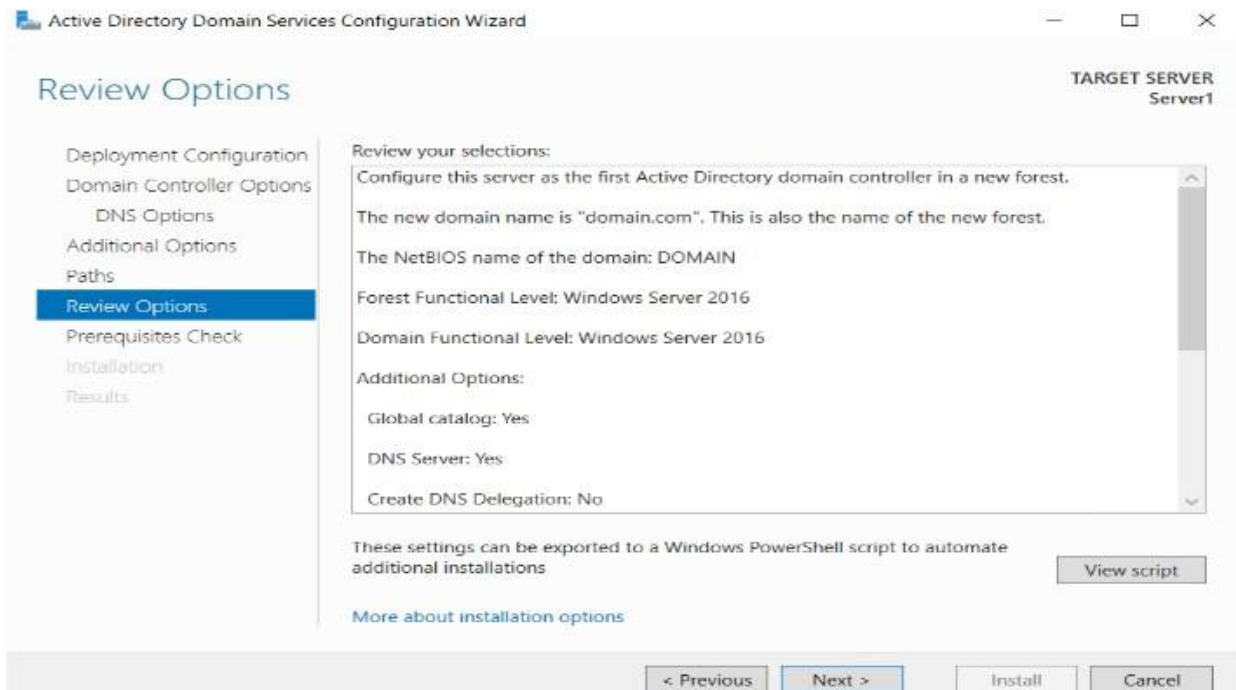 Active Directory Domain Services Configuration Wizard
Review Options
TARGET SERVER
Server1
Deployment Configuration
Domain Controller Options
DNS Options
Additional Options
Paths
Review Options
Prerequisites Check
Installation
Results
Review your selections:
Configure this server as the first Active Directory domain controller in a new forest.
The new domain name is "domain.com". This is also the name of the new forest.
The NetBIOS name of the domain: DOMAIN
Forest Functional Level: Windows Server 2016
Domain Functional Level: Windows Server 2016
Additional Options:
Global catalog: Yes
DNS Server: Yes
Create DNS Delegation: No
These settings can be exported to a Windows PowerShell script to automate
additional installations
View script
More about installation options
< Previous
Next >
Install
Cancel